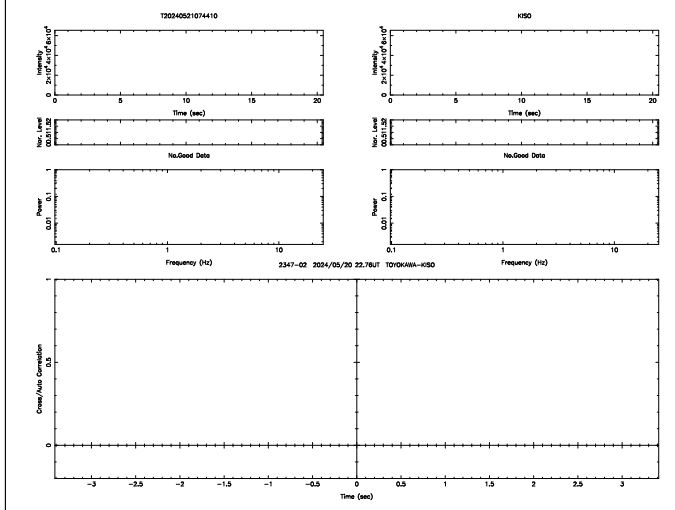 T20240521074410
KISO
Intensity
0 2×10⁴ 4×10⁴ 6×10⁴
0 5 10 15 20
Time (sec)
Intensity
0 2×10⁴ 4×10⁴ 6×10⁴
0 5 10 15 20
Time (sec)
Nor. Level
00.511.52
Nor. Level
00.511.52
No.Good Data
No.Good Data
Power
0.01 0.1 1
0.1 1 10
Frequency (Hz)
Power
0.01 0.1 1
0.1 1 10
Frequency (Hz)
2347-02 2024/05/20 22.76UT TOYOKAWA-KISO
Cross/Auto Correlation
0 0.5 1
-3 -2.5 -2 -1.5 -1 -0.5 0 0.5 1 1.5 2 2.5 3
Time (sec)